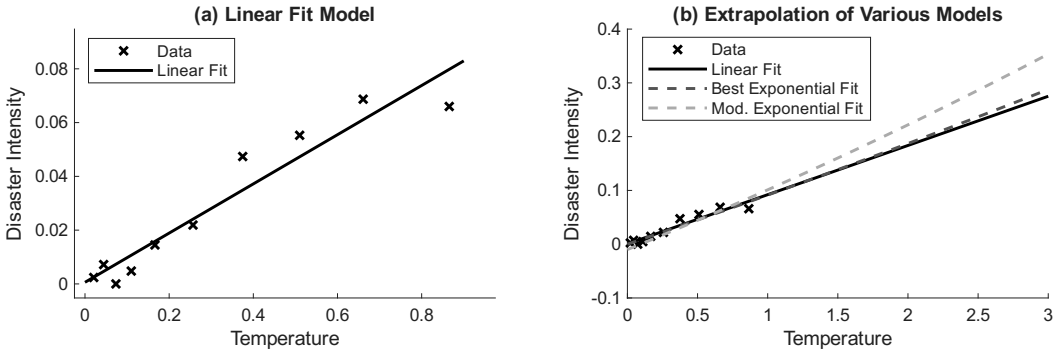 (a) Linear Fit Model
Data
Linear Fit
0.08
0.06
0.04
0.02
0
0
0.2
0.4
0.6
0.8
Temperature
Disaster Intensity
(b) Extrapolation of Various Models
Data
Linear Fit
Best Exponential Fit
Mod. Exponential Fit
0.4
0.3
0.2
0.1
0
-0.1
0
0.5
1
1.5
2
2.5
3
Temperature
Disaster Intensity